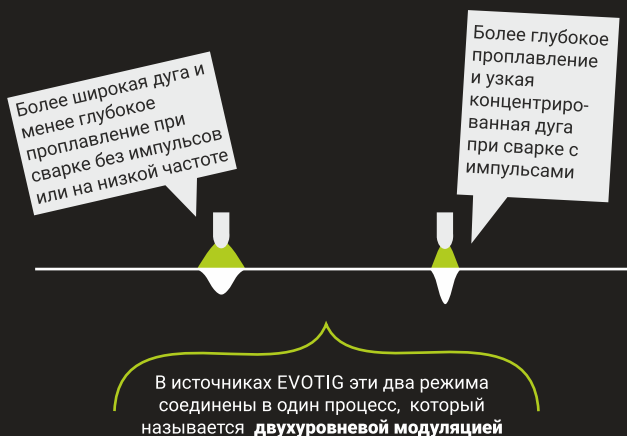 Более широкая дуга и
менее глубокое
проплавление при
сварке без импульсов
или на низкой частоте
Более глубокое
проплавление
и узкая
концентриро-
ванная дуга
при сварке с
импульсами
В источниках EVOTIG эти два режима
соединены в один процесс, который
называется двухуровневой модуляцией